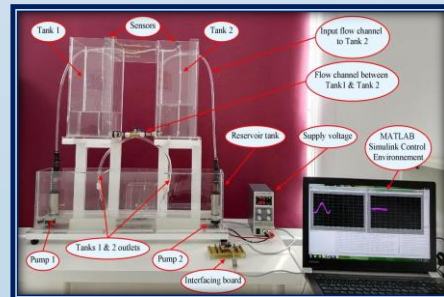 Sensors
Tank 1
Tank 2
Input flow channel
to Tank 2
Flow channel between
Tank1 & Tank 2
Reservoir tank
Supply voltage
MATLAB
Simulink Control
Environnement
Tanks 1 & 2 outlets
Pump 1
Pump 2
Interfacing board